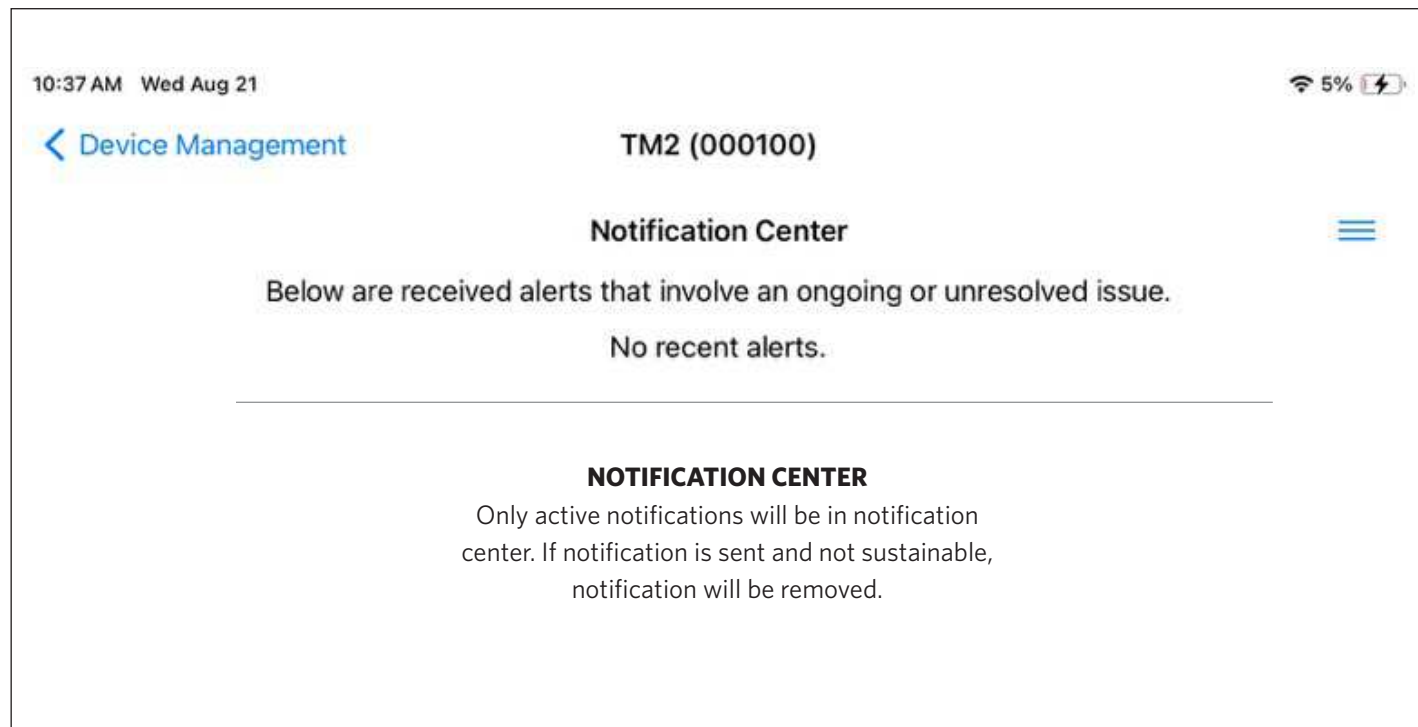 10:37 AM Wed Aug 21 5%
Device Management TM2 (000100)
Notification Center
Below are received alerts that involve an ongoing or unresolved issue.
No recent alerts.
NOTIFICATION CENTER
Only active notifications will be in notification
center. If notification is sent and not sustainable,
notification will be removed.